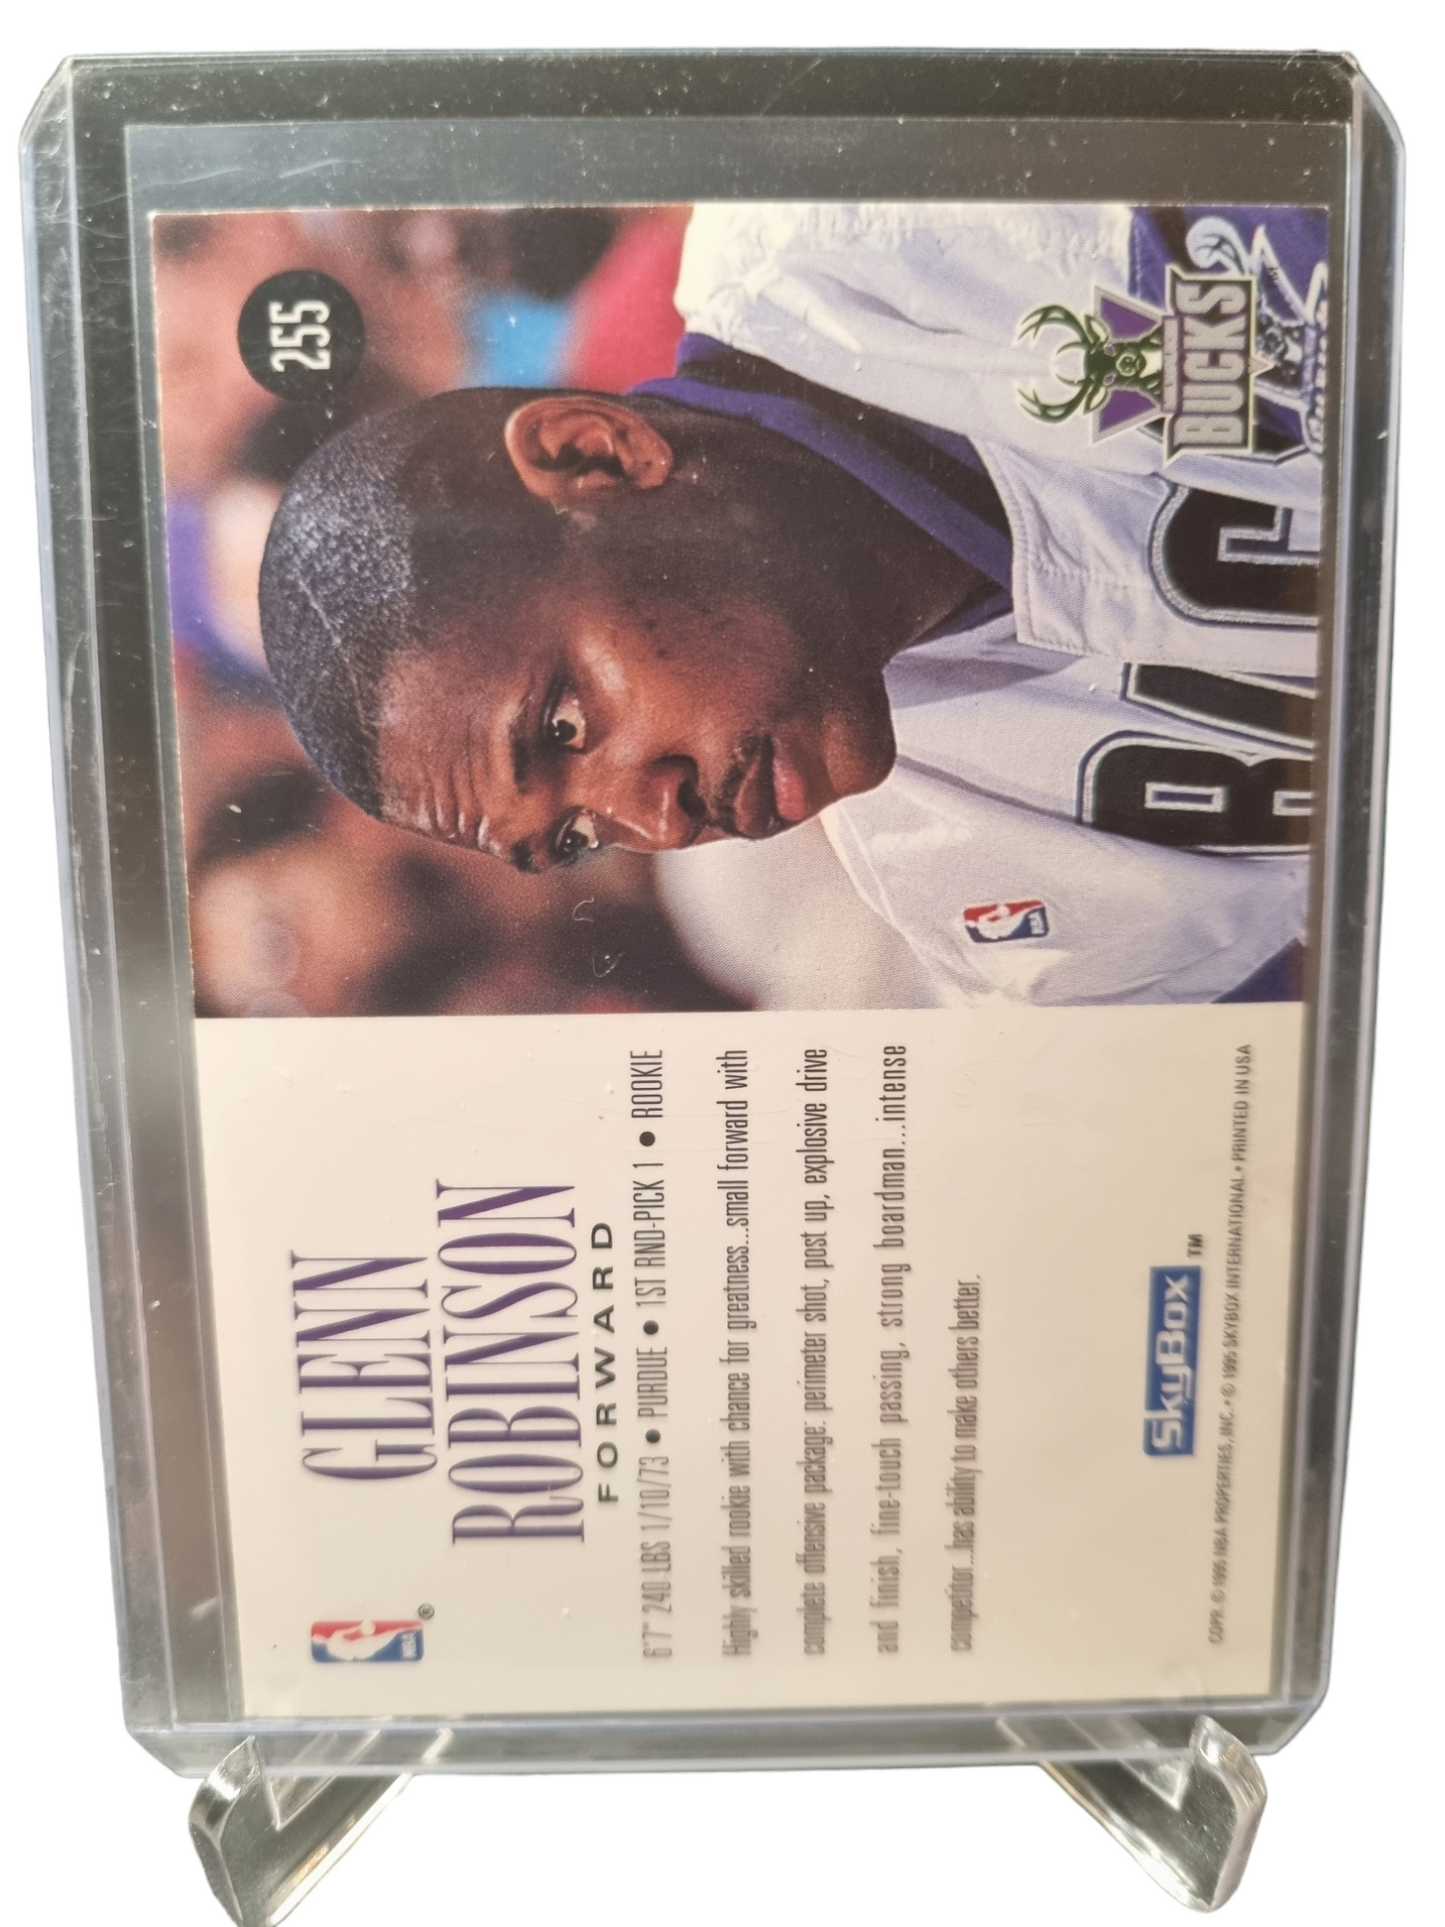 GLENN
ROBINSON
FORWARD
6'7" 240 LBS 1/10/73 • PURDUE • 1ST RND-PICK 1 • ROOKIE
Highly skilled rookie with chance for greatness...small forward with
complete offensive package: perimeter shot, post up, explosive drive
and finish, fine-touch passing, strong boardman...intense
competitor...has ability to make others better.
SkyBox™
COPR. © 1995 NBA PROPERTIES, INC. • © 1995 SKYBOX INTERNATIONAL • PRINTED IN USA
NBA
®
255
BUCKS
NBA